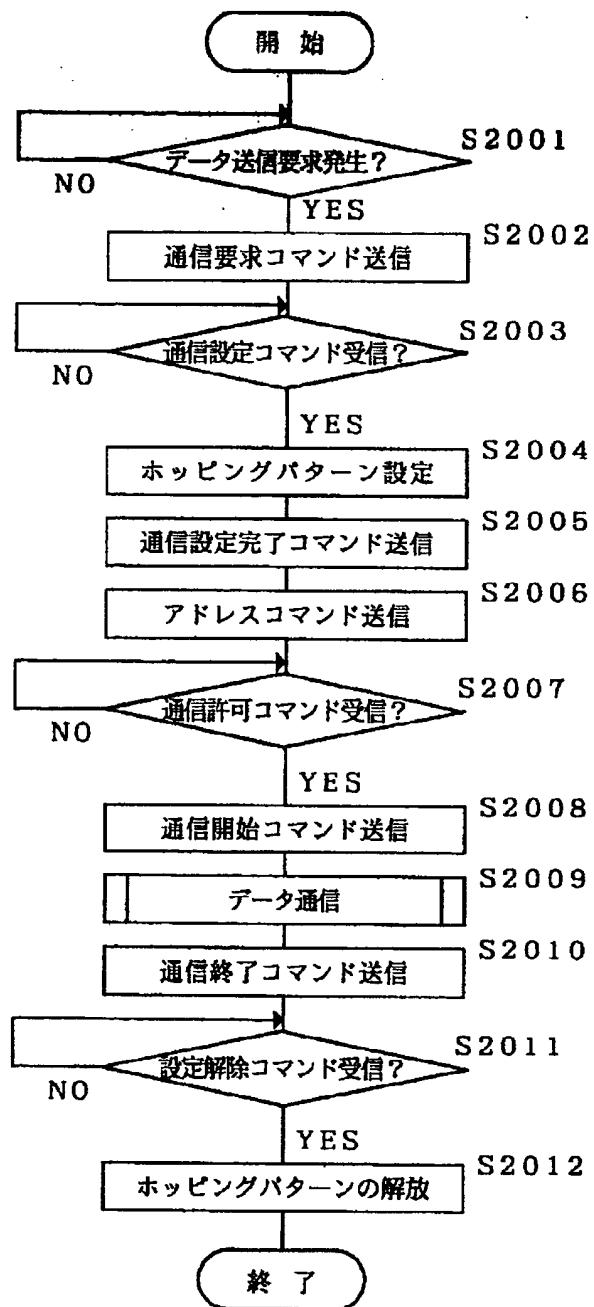 開 始
S2001
データ送信要求発生?
NO
YES
S2002
通信要求コマンド送信
S2003
通信設定コマンド受信?
NO
YES
S2004
ホッピングパターン設定
S2005
通信設定完了コマンド送信
S2006
アドレスコマンド送信
S2007
通信許可コマンド受信?
NO
YES
S2008
通信開始コマンド送信
S2009
データ通信
S2010
通信終了コマンド送信
S2011
設定解除コマンド受信?
NO
YES
S2012
ホッピングパターンの解放
終 了